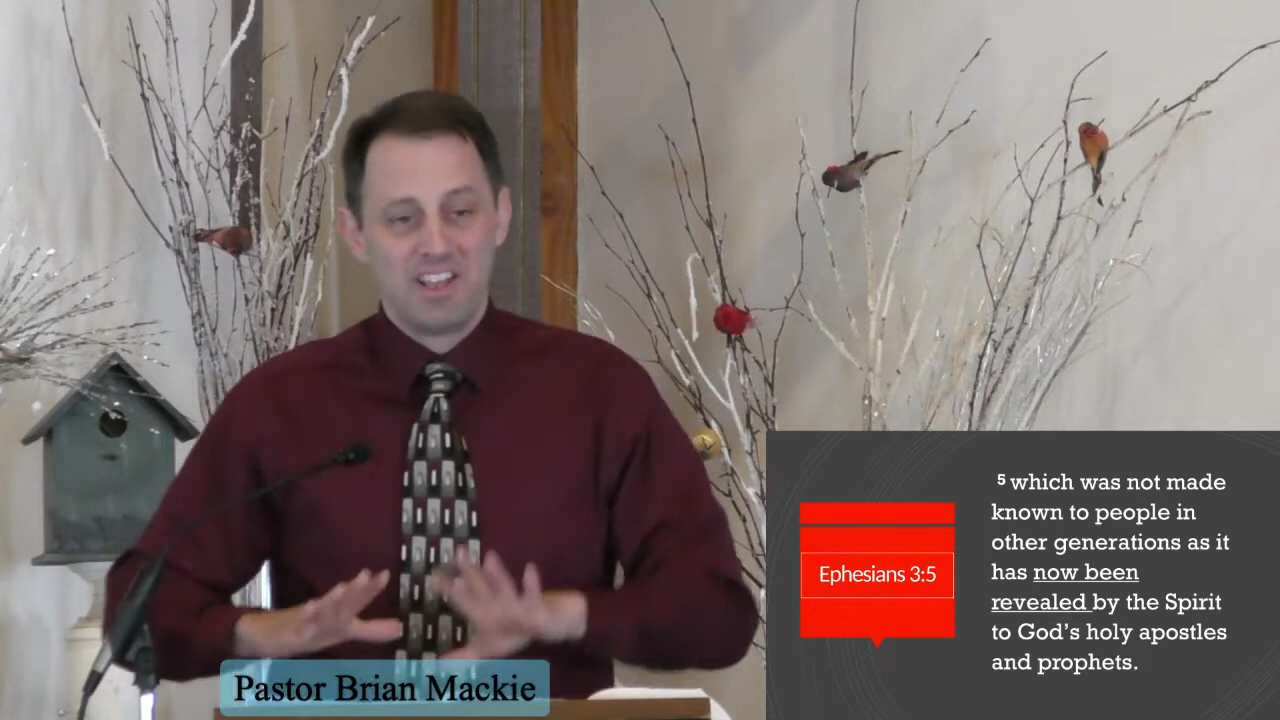 Pastor Brian Mackie
Ephesians 3:5
5 which was not made
known to people in
other generations as it
has now been
revealed by the Spirit
to God's holy apostles
and prophets.